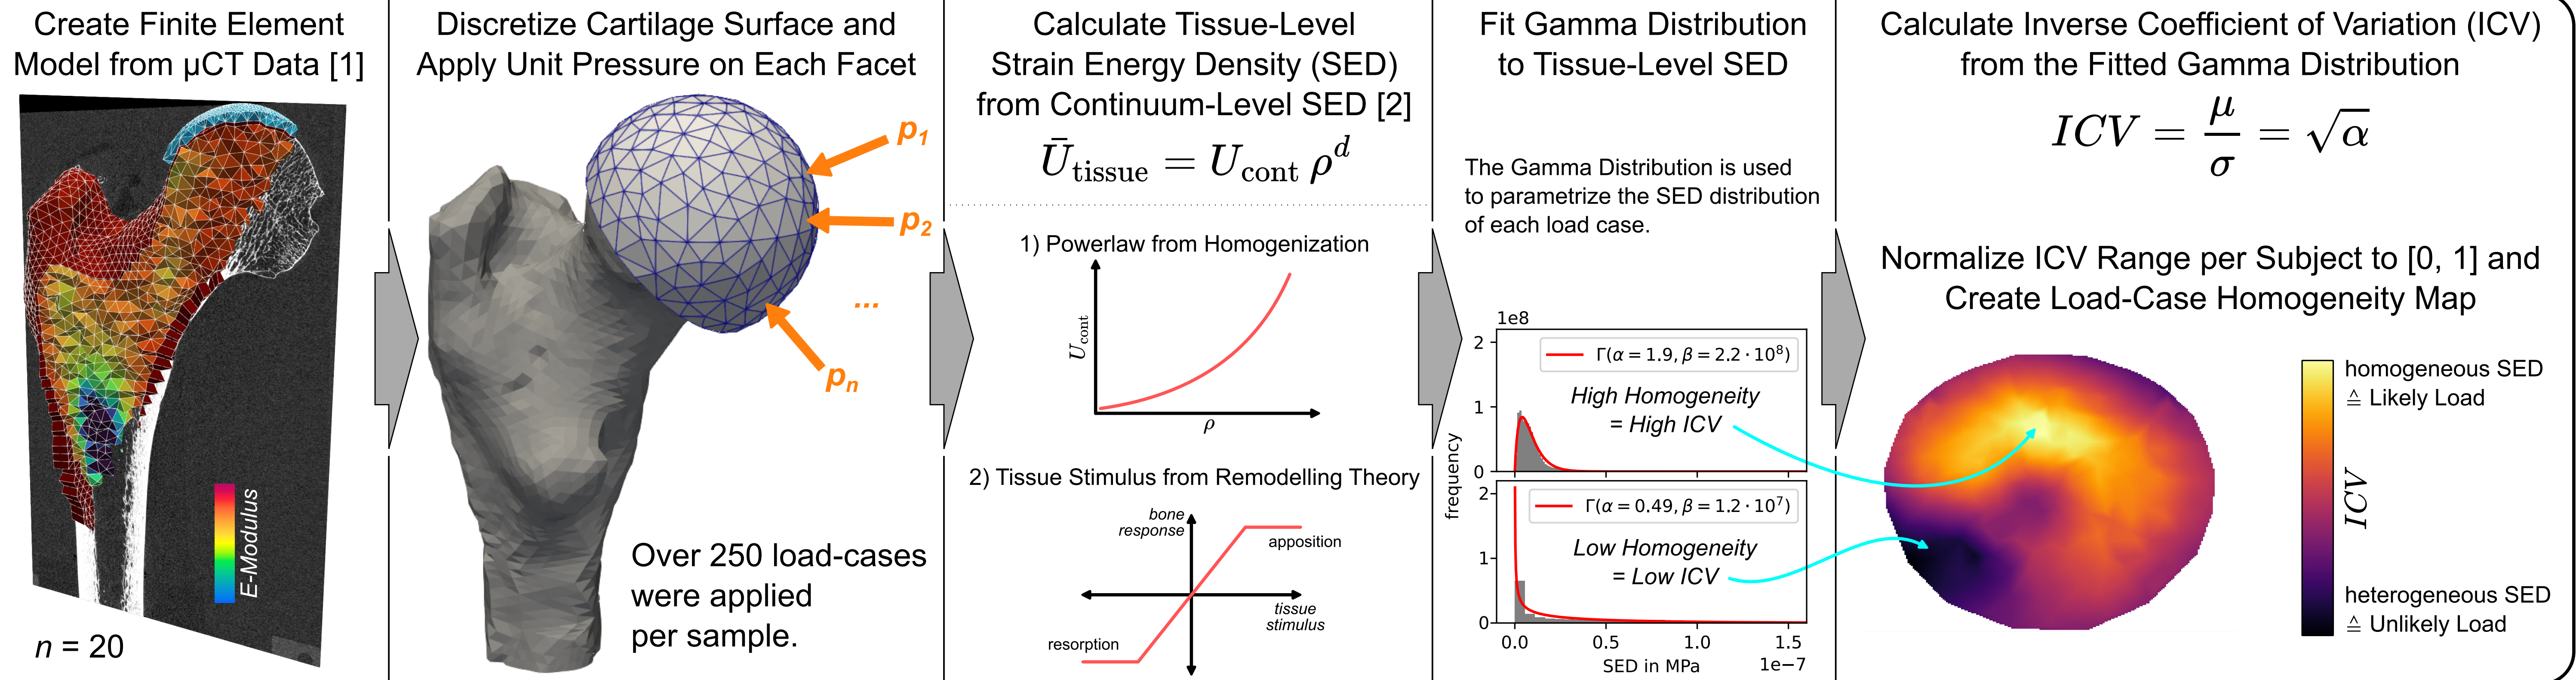 Create Finite Element
Model from µCT Data [1]
E-Modulus
n = 20
Discretize Cartilage Surface and
Apply Unit Pressure on Each Facet
p1
p2
...
pn
Over 250 load-cases
were applied
per sample.
Calculate Tissue-Level
Strain Energy Density (SED)
from Continuum-Level SED [2]
Ū_tissue = U_cont ρ^d
1) Powerlaw from Homogenization
U_cont
ρ
2) Tissue Stimulus from Remodelling Theory
bone
response
apposition
tissue
stimulus
resorption
Fit Gamma Distribution
to Tissue-Level SED
The Gamma Distribution is used
to parametrize the SED distribution
of each load case.
1e8
2
Γ(α = 1.9, β = 2.2 · 10^8)
High Homogeneity
= High ICV
1
0
frequency
2
Γ(α = 0.49, β = 1.2 · 10^7)
Low Homogeneity
= Low ICV
1
0
0.0 0.5 1.0 1.5
SED in MPa
1e−7
Calculate Inverse Coefficient of Variation (ICV)
from the Fitted Gamma Distribution
ICV = μ/σ = √α
Normalize ICV Range per Subject to [0, 1] and
Create Load-Case Homogeneity Map
homogeneous SED
≙ Likely Load
ICV
heterogeneous SED
≙ Unlikely Load